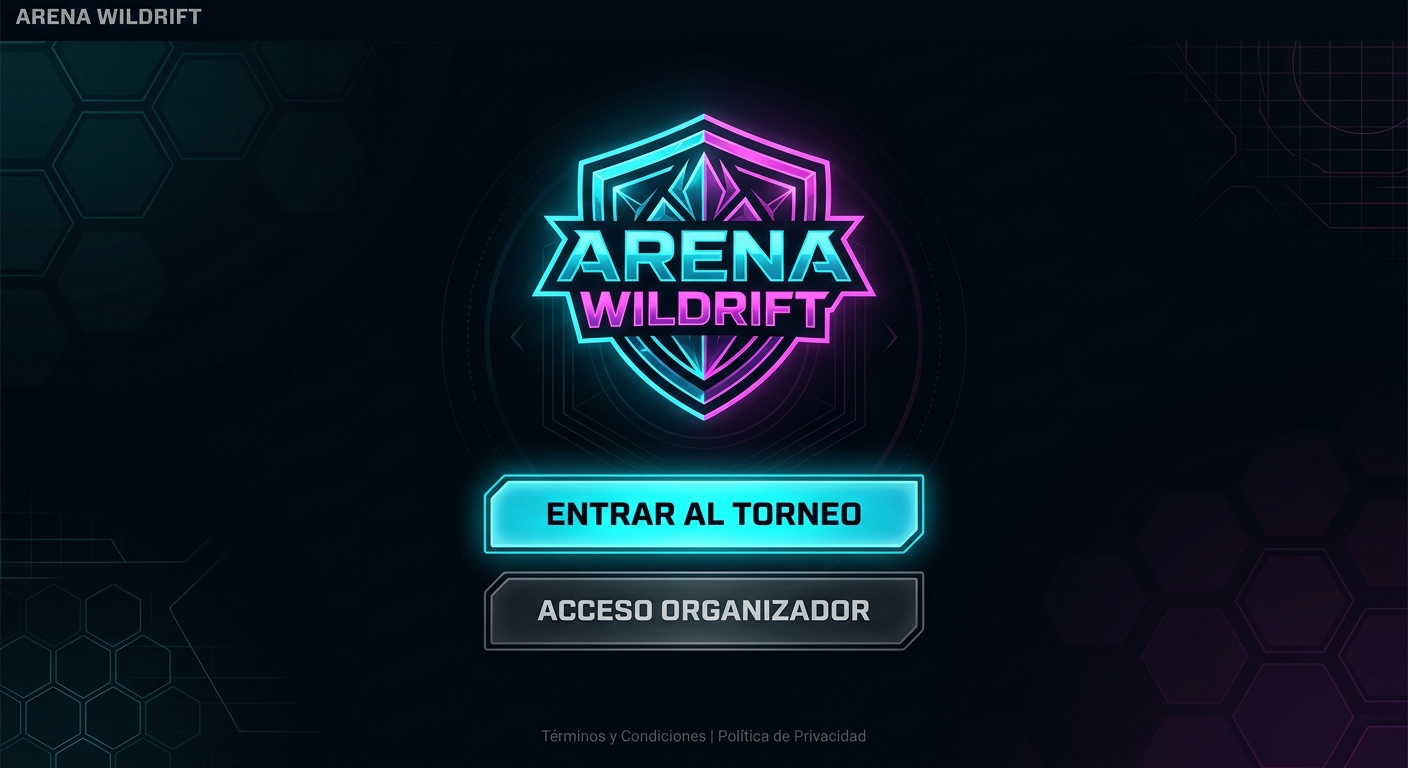 ARENA WILDRIFT
ARENA
WILDRIFT
ENTRAR AL TORNEO
ACCESO ORGANIZADOR
Términos y Condiciones | Política de Privacidad